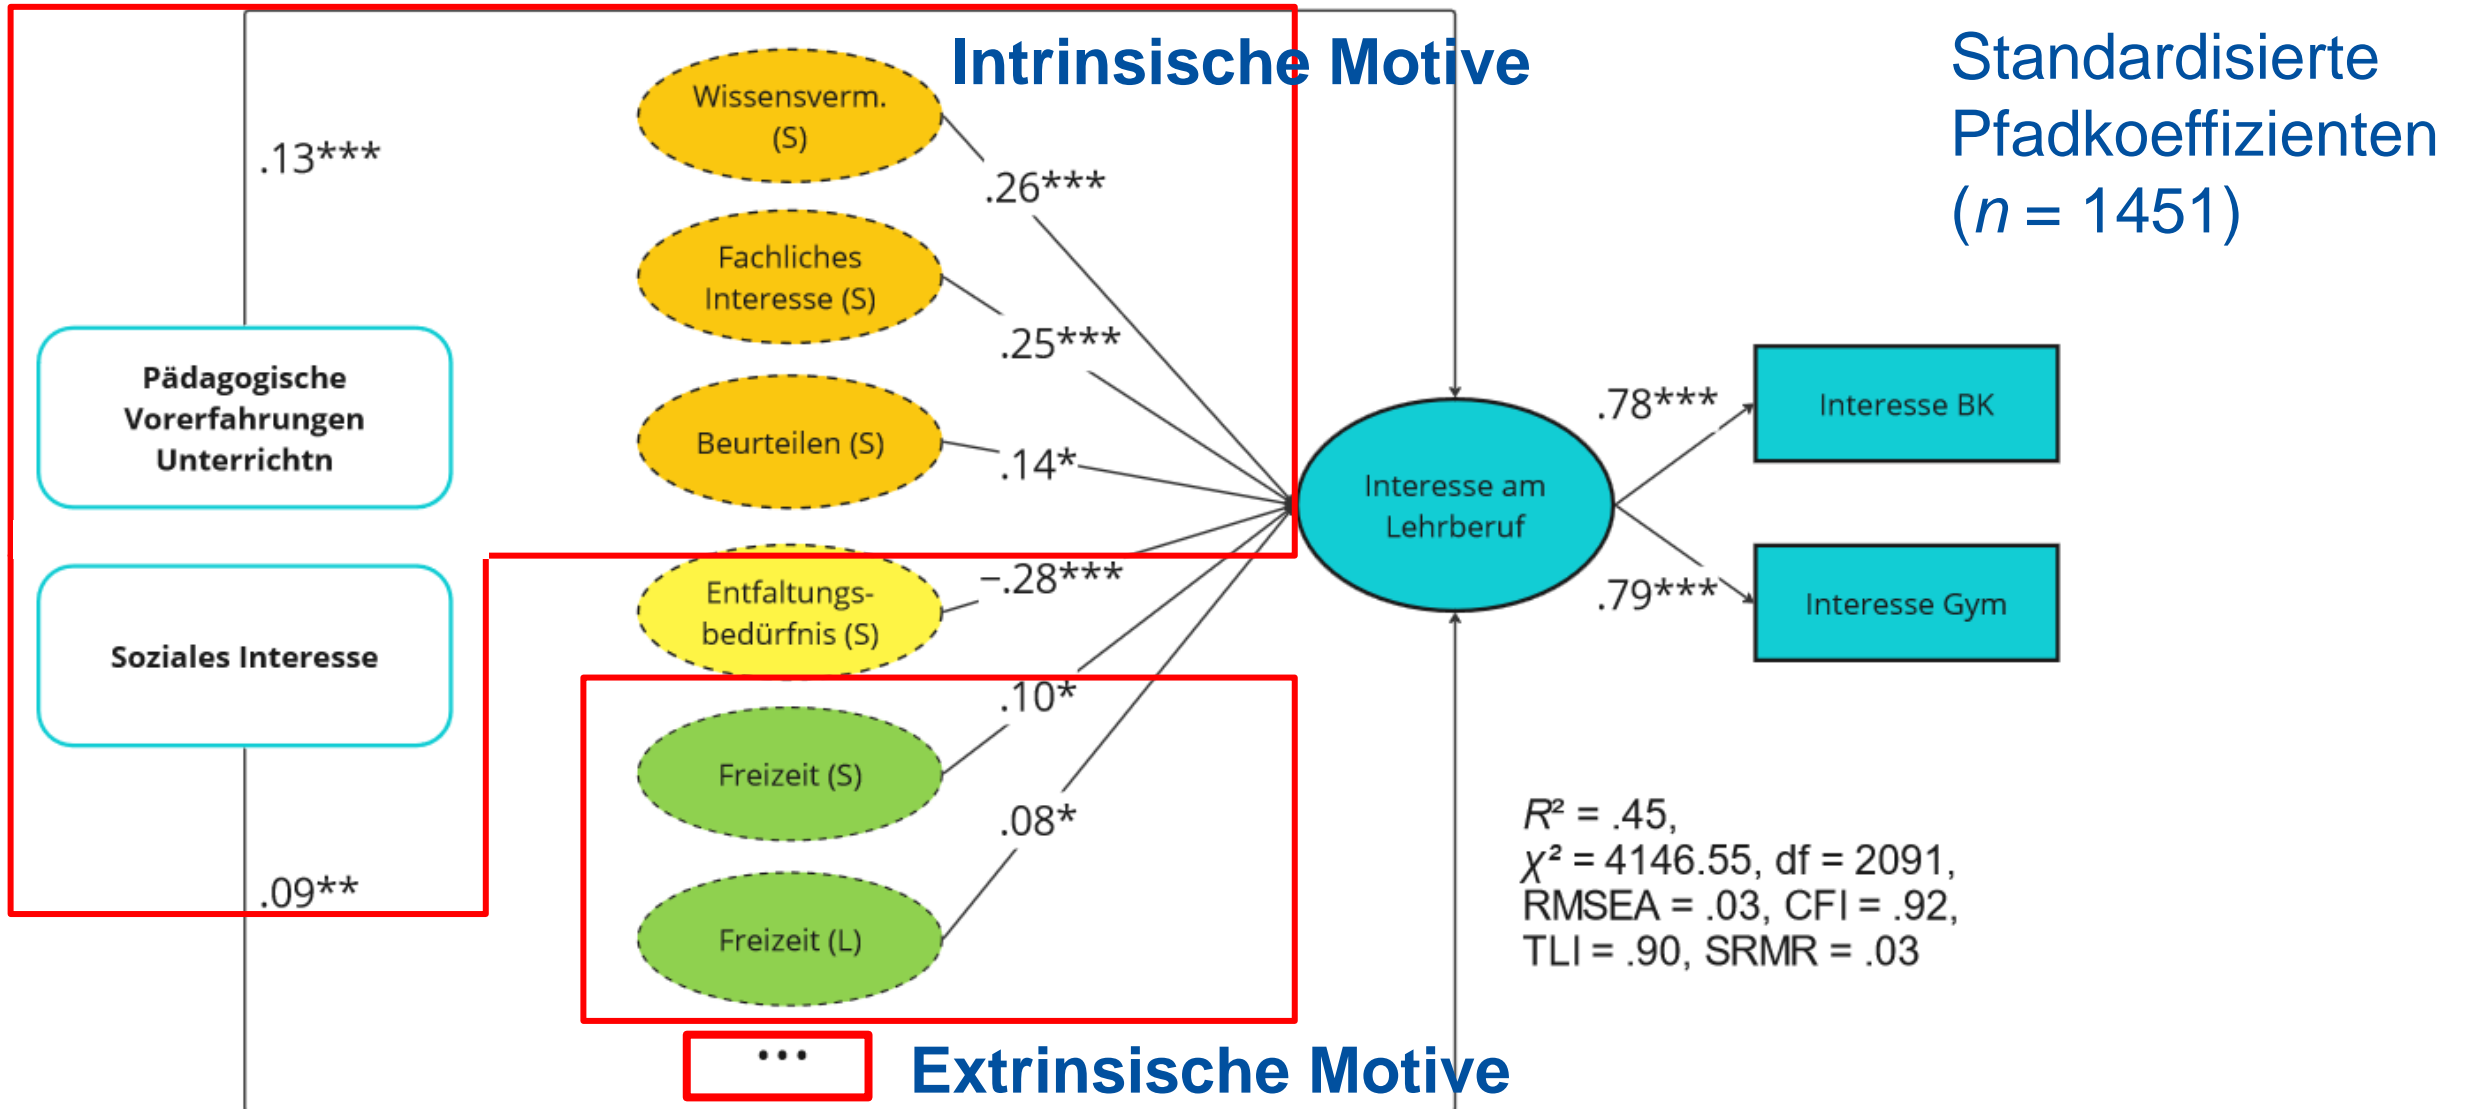 Intrinsische Motive
Standardisierte
Pfadkoeffizienten
(n = 1451)
.13***
Wissensverm.
(S)
.26***
Fachliches
Interesse (S)
.25***
Pädagogische
Vorerfahrungen
Unterrichtn
Beurteilen (S)
.14*
Interesse am
Lehrberuf
.78***
Interesse BK
.79***
Interesse Gym
Entfaltungs-
bedürfnis (S)
–.28***
Soziales Interesse
.10*
Freizeit (S)
.08*
Freizeit (L)
.09**
R² = .45,
χ² = 4146.55, df = 2091,
RMSEA = .03, CFI = .92,
TLI = .90, SRMR = .03
...
Extrinsische Motive